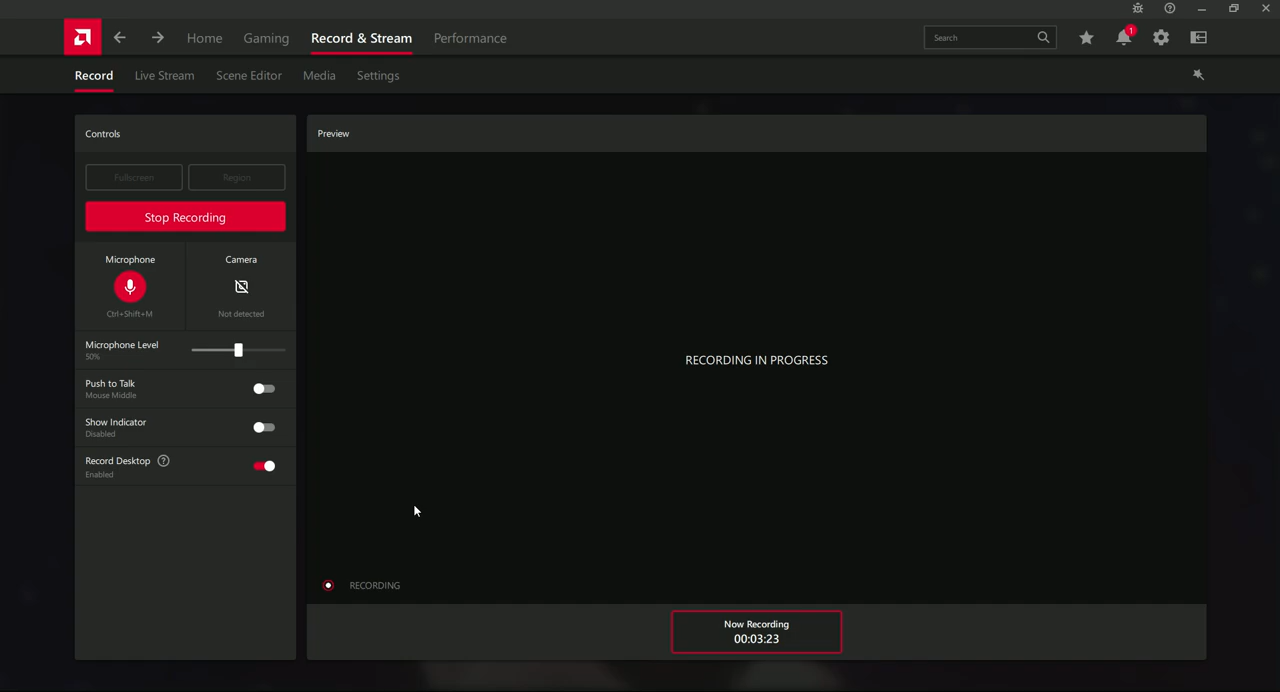 Home Gaming Record & Stream Performance
Search
1
Record Live Stream Scene Editor Media Settings
Controls
Fullscreen Region
Stop Recording
Microphone Camera
Ctrl+Shift+M Not detected
Microphone Level
50%
Push to Talk
Mouse Middle
Show Indicator
Disabled
Record Desktop ?
Enabled
Preview
RECORDING IN PROGRESS
RECORDING
Now Recording
00:03:23